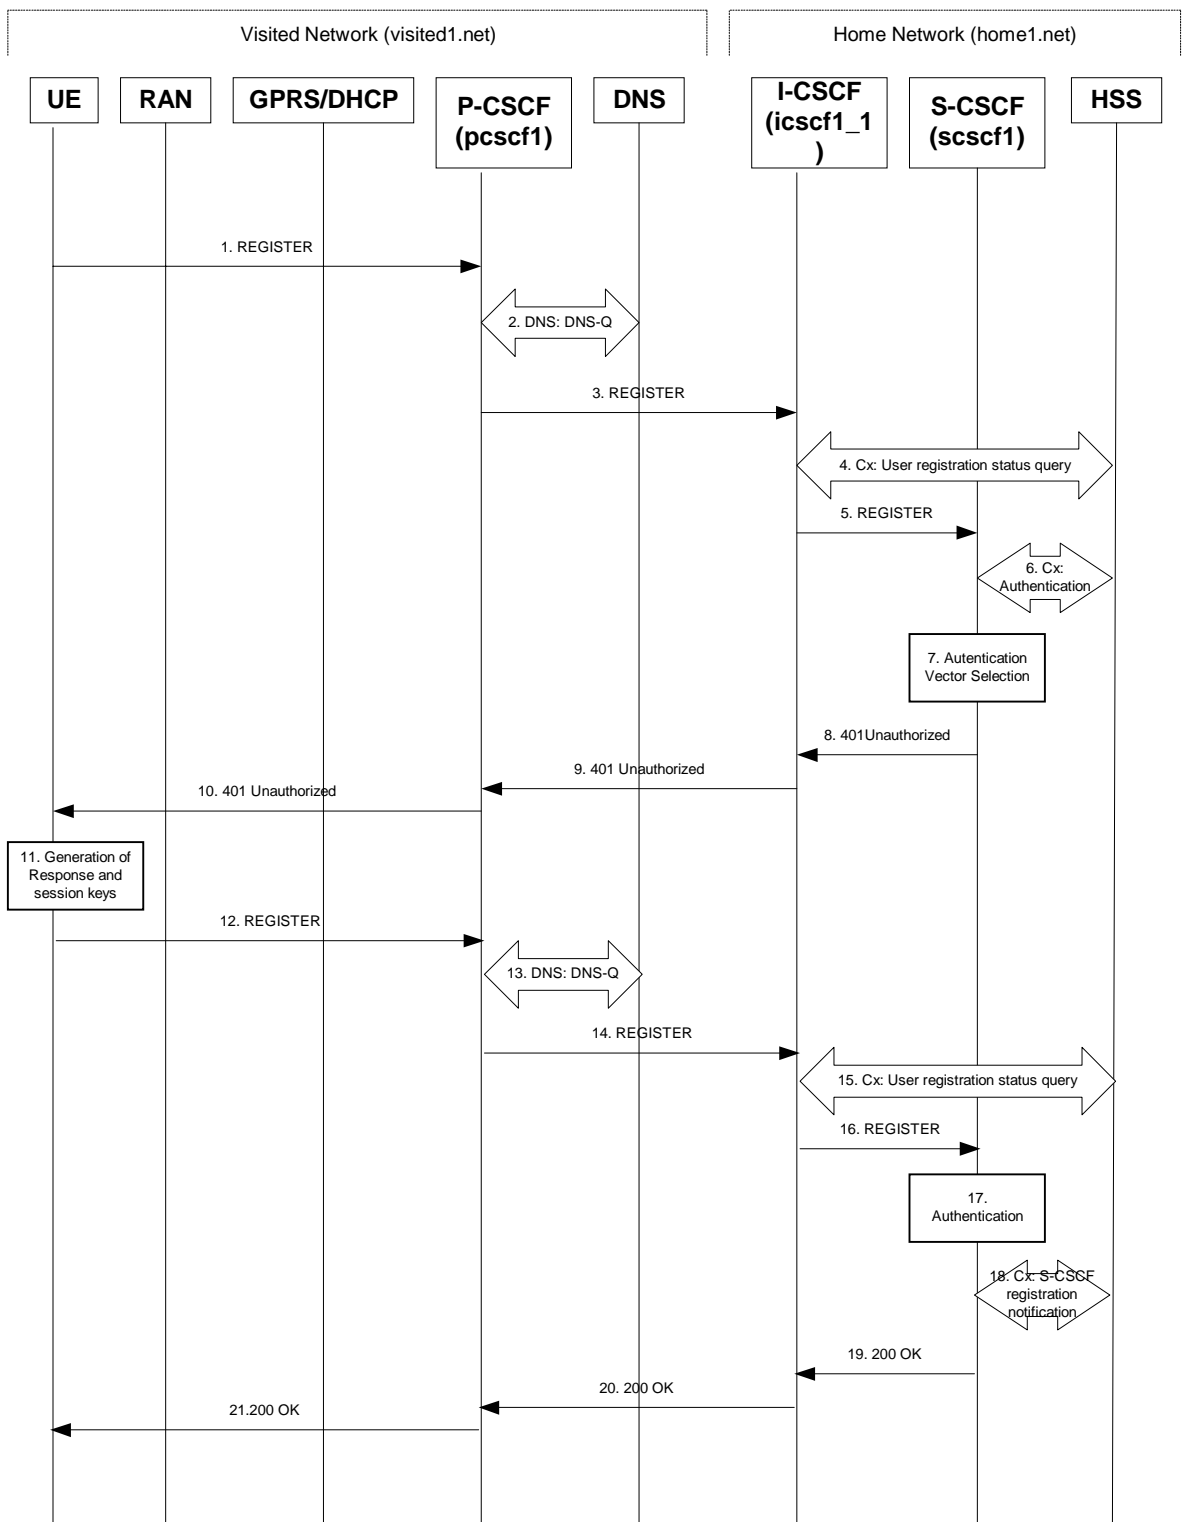 Visited Network (visited1.net)
Home Network (home1.net)
UE
RAN
GPRS/DHCP
P-CSCF
(pcscf1)
DNS
I-CSCF
(icscf1_1
)
S-CSCF
(scscf1)
HSS
1. REGISTER
2. DNS: DNS-Q
3. REGISTER
4. Cx: User registration status query
5. REGISTER
6. Cx:
Authentication
7. Autentication
Vector Selection
8. 401Unauthorized
9. 401 Unauthorized
10. 401 Unauthorized
11. Generation of
Response and
session keys
12. REGISTER
13. DNS: DNS-Q
14. REGISTER
15. Cx: User registration status query
16. REGISTER
17.
Authentication
18. Cx: S-CSCF
registration
notification
19. 200 OK
20. 200 OK
21.200 OK